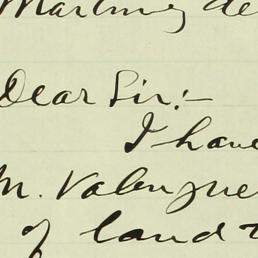 Dear Sir:—
I have
M. Valenzue
of land